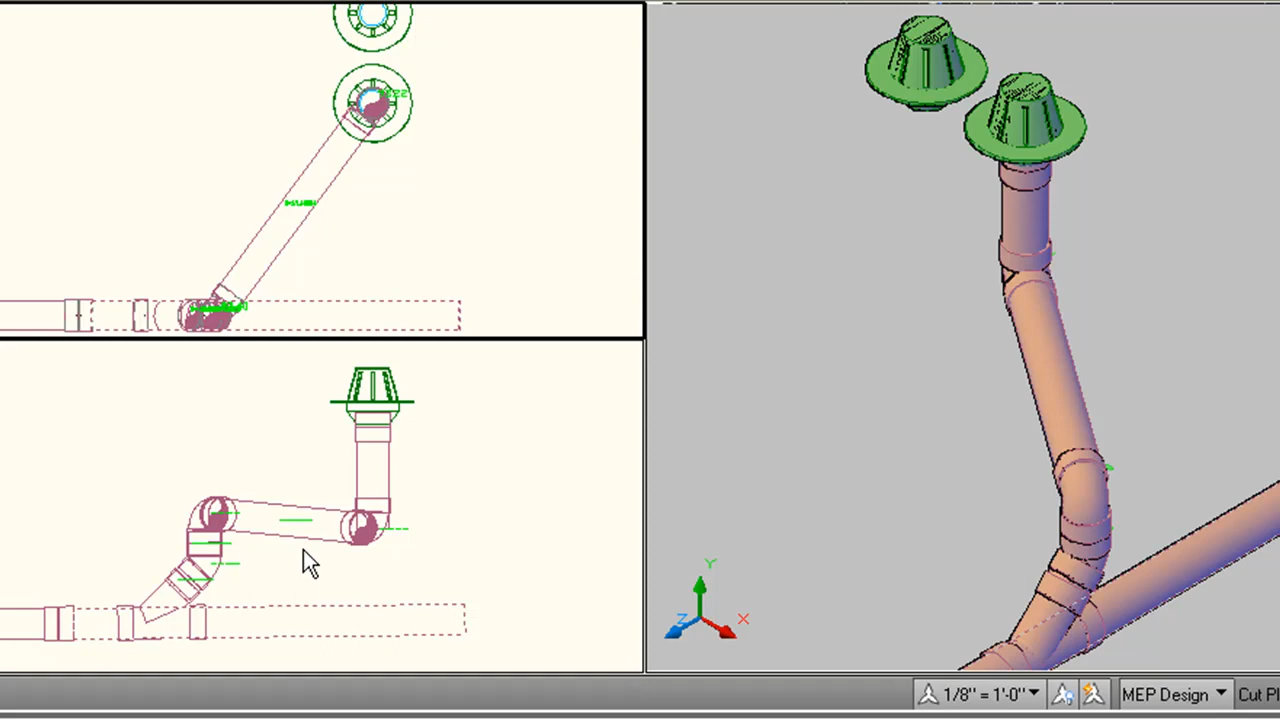 Y
Z
X
1/8" = 1'-0"
MEP Design
Cut Pl